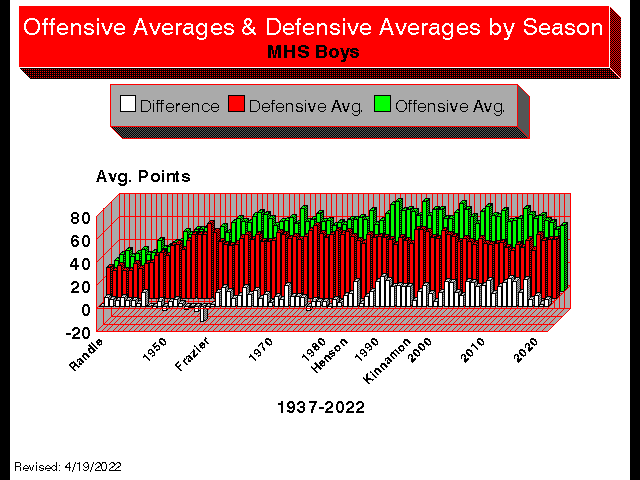 Offensive Averages & Defensive Averages by Season
MHS Boys
Difference Defensive Avg. Offensive Avg.
Avg. Points
80
60
40
20
0
-20
Randle 1950 Frazier 1970 1980 Henson 1990 Kinnamon 2000 2010 2020
1937-2022
Revised: 4/19/2022